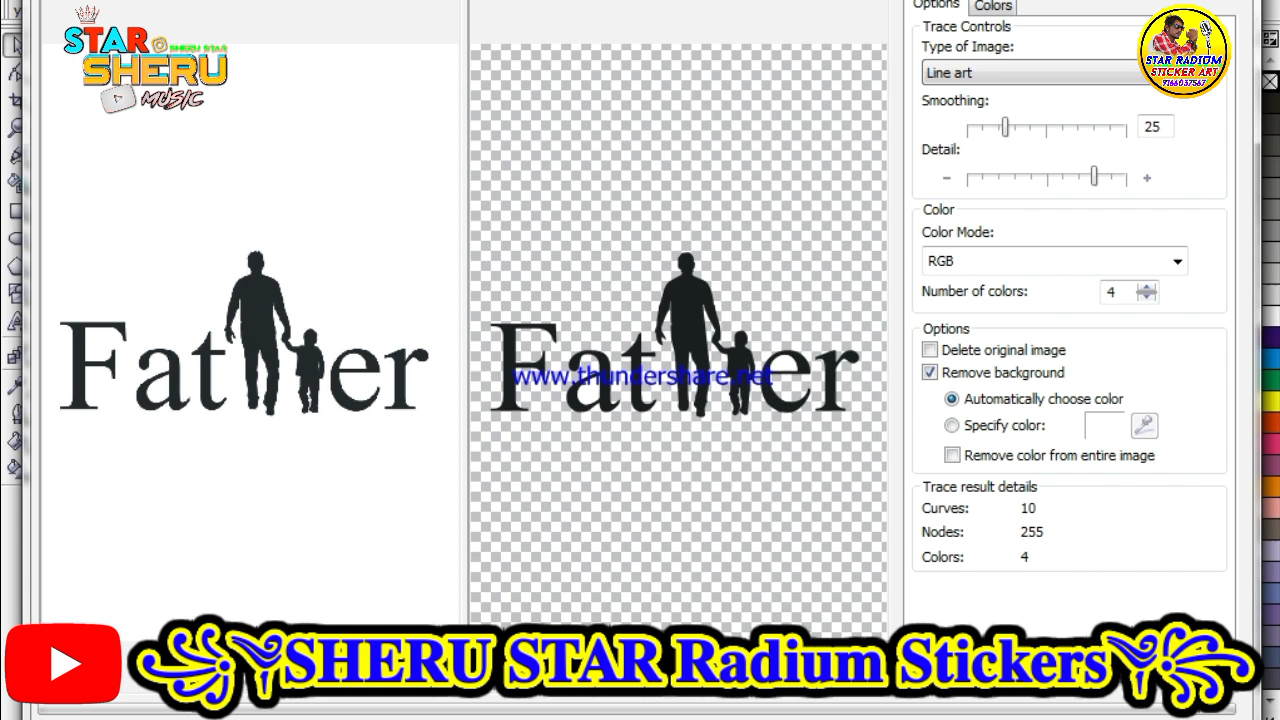 Options
Colors
Trace Controls
Type of Image:
Line art
Smoothing:
25
Detail:
Color
Color Mode:
RGB
Number of colors:
4
Options
Delete original image
Remove background
Automatically choose color
Specify color:
Remove color from entire image
Trace result details
Curves: 10
Nodes: 255
Colors: 4
STAR
SHERU STAR
SHERU
MUSIC
STAR RADIUM
STICKER ART
9166037567
Father
Father
www.thundershare.net
SHERU STAR Radium Stickers